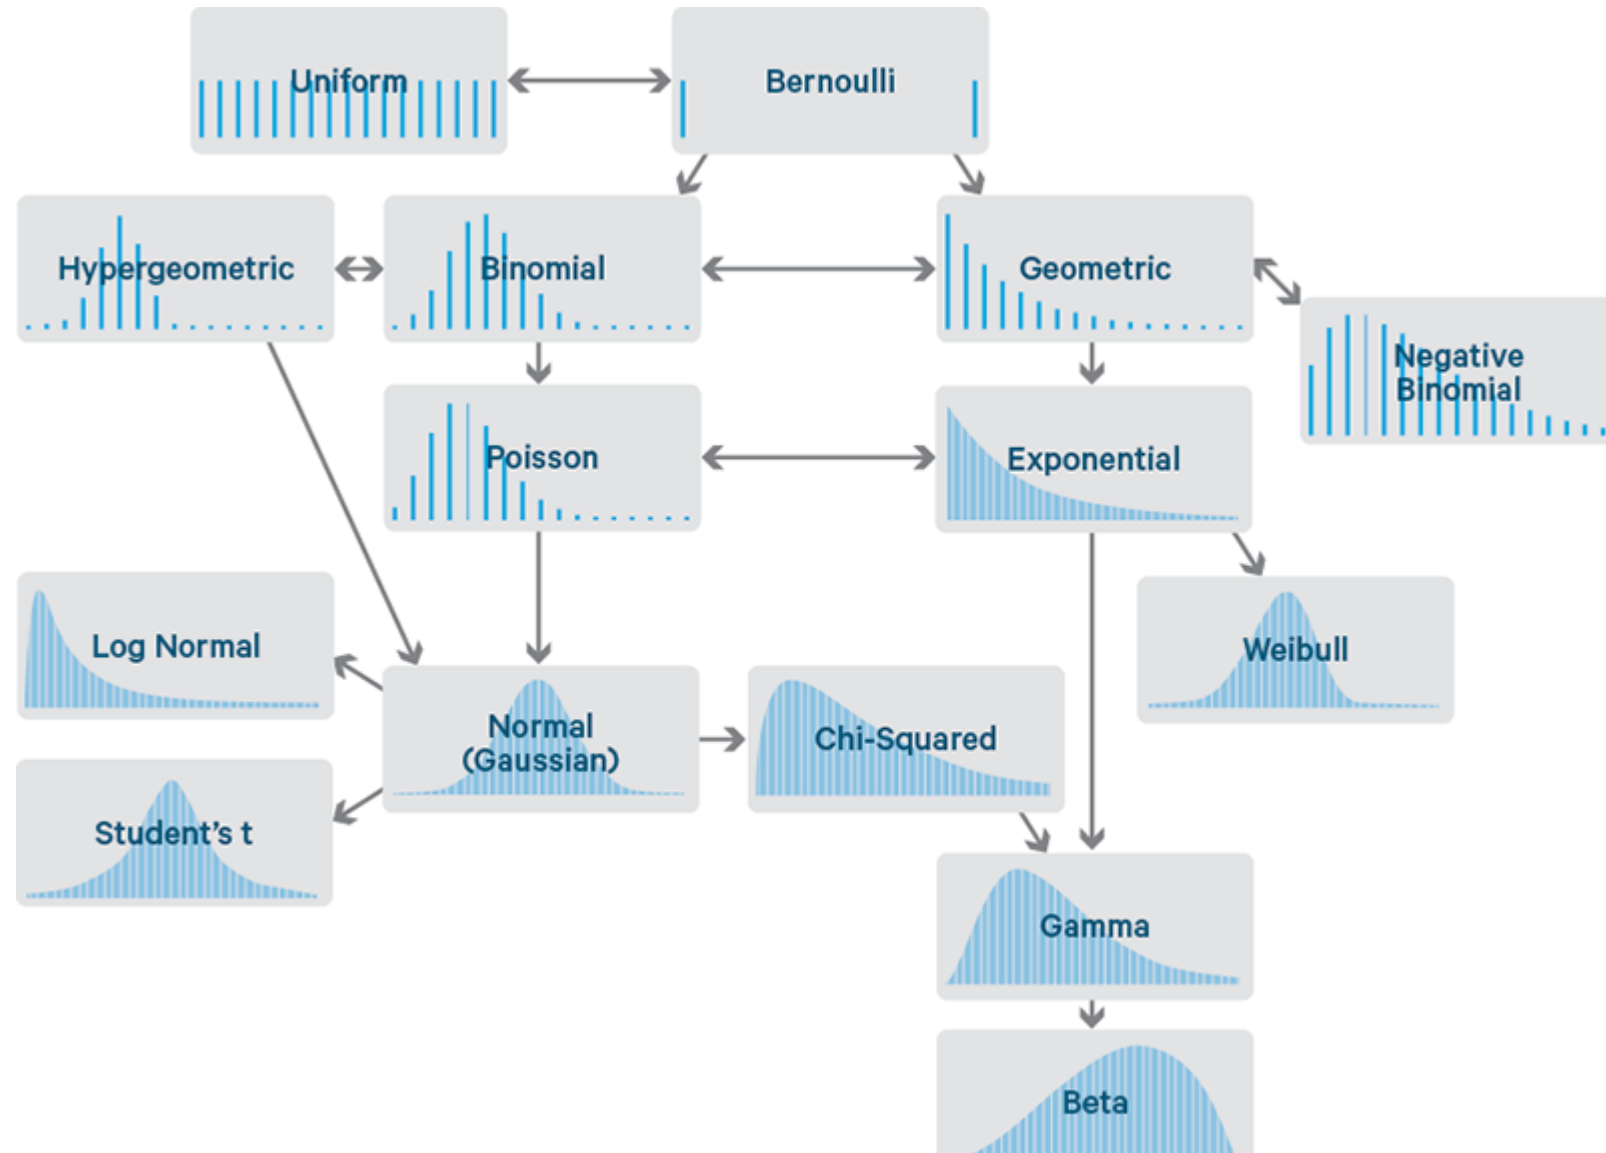 Uniform
Bernoulli
Hypergeometric
Binomial
Geometric
Negative
Binomial
Poisson
Exponential
Log Normal
Weibull
Normal
(Gaussian)
Chi-Squared
Student’s t
Gamma
Beta